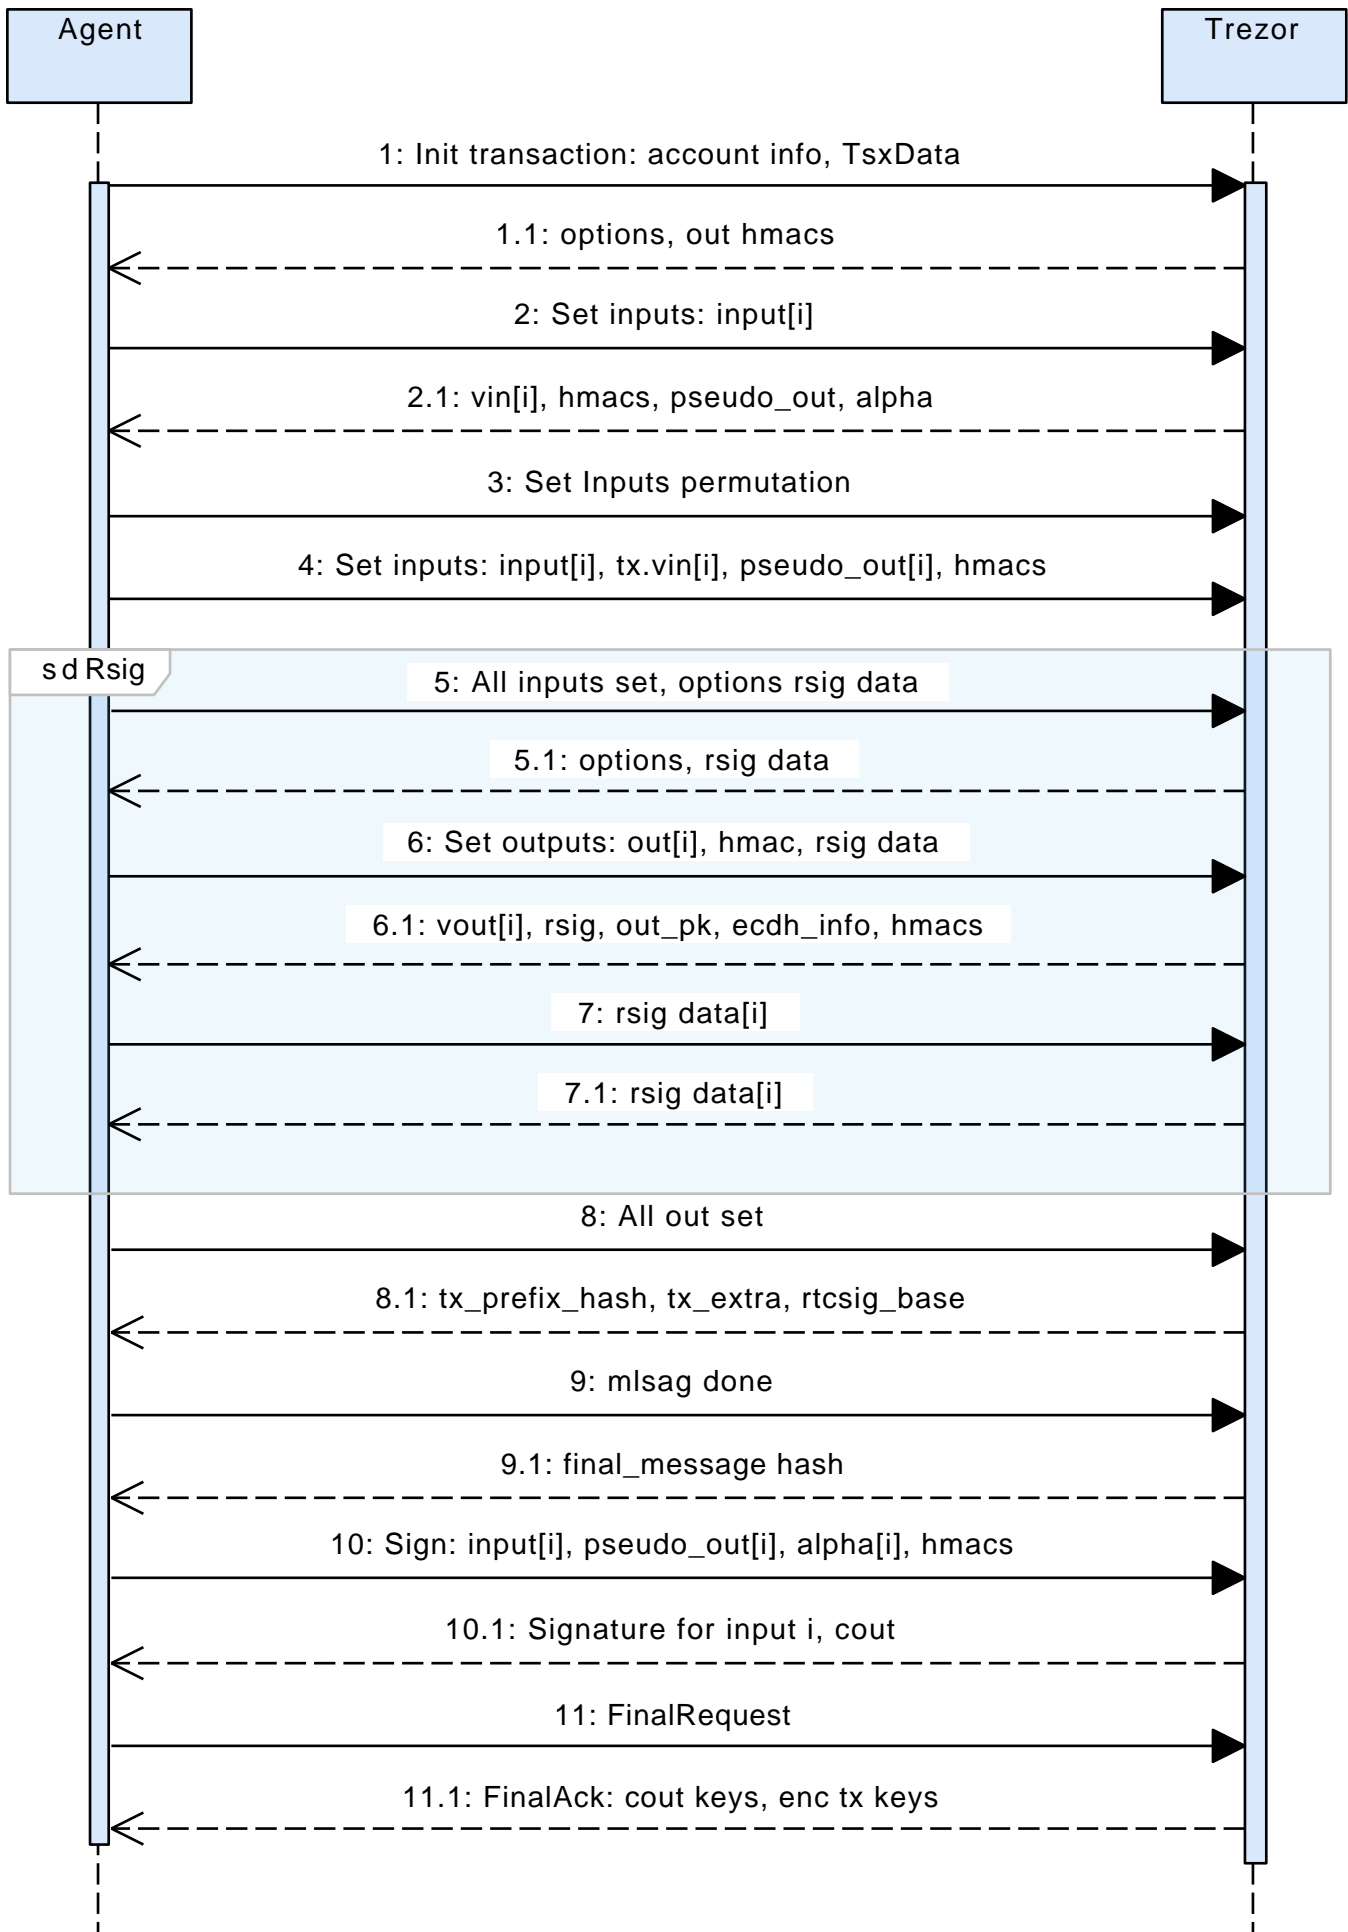 Agent
Trezor
1: Init transaction: account info, TsxData
1.1: options, out hmacs
2: Set inputs: input[i]
2.1: vin[i], hmacs, pseudo_out, alpha
3: Set Inputs permutation
4: Set inputs: input[i], tx.vin[i], pseudo_out[i], hmacs
sd Rsig
5: All inputs set, options rsig data
5.1: options, rsig data
6: Set outputs: out[i], hmac, rsig data
6.1: vout[i], rsig, out_pk, ecdh_info, hmacs
7: rsig data[i]
7.1: rsig data[i]
8: All out set
8.1: tx_prefix_hash, tx_extra, rtcsig_base
9: mlsag done
9.1: final_message hash
10: Sign: input[i], pseudo_out[i], alpha[i], hmacs
10.1: Signature for input i, cout
11: FinalRequest
11.1: FinalAck: cout keys, enc tx keys